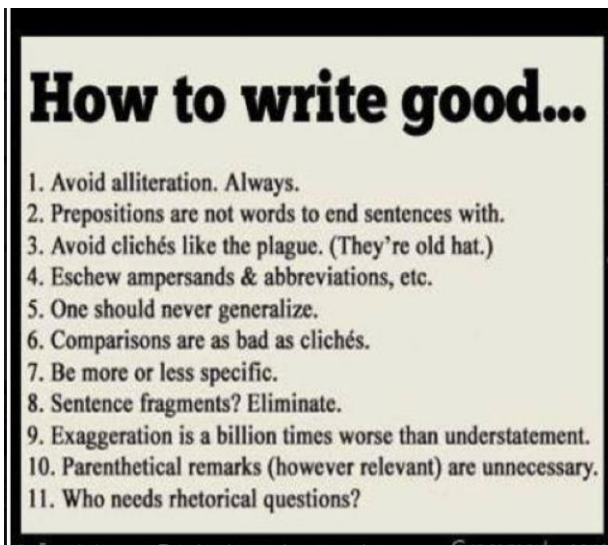 How to write good...
1. Avoid alliteration. Always.
2. Prepositions are not words to end sentences with.
3. Avoid clichés like the plague. (They're old hat.)
4. Eschew ampersands & abbreviations, etc.
5. One should never generalize.
6. Comparisons are as bad as clichés.
7. Be more or less specific.
8. Sentence fragments? Eliminate.
9. Exaggeration is a billion times worse than understatement.
10. Parenthetical remarks (however relevant) are unnecessary.
11. Who needs rhetorical questions?